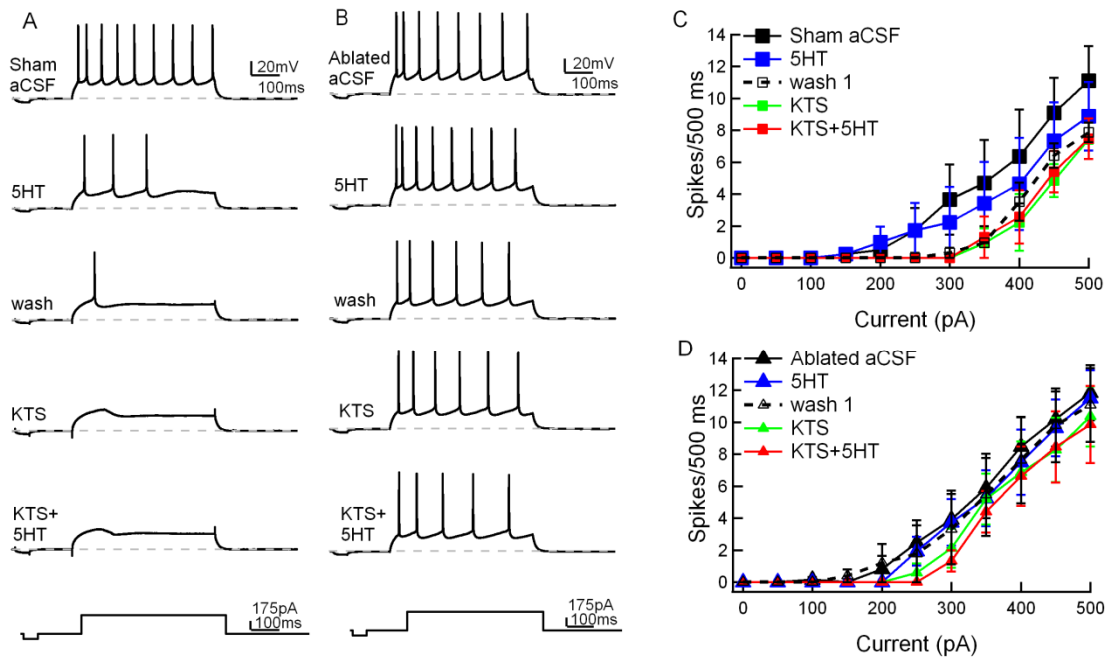 A
Sham
aCSF
20mV
100ms
5HT
wash
KTS
KTS+
5HT
175pA
100ms
B
Ablated
aCSF
20mV
100ms
5HT
wash
KTS
KTS+
5HT
175pA
100ms
C
Sham aCSF
5HT
wash 1
KTS
KTS+5HT
14
12
10
8
6
4
2
0
Spikes/500 ms
0 100 200 300 400 500
Current (pA)
D
Ablated aCSF
5HT
wash 1
KTS
KTS+5HT
14
12
10
8
6
4
2
0
Spikes/500 ms
0 100 200 300 400 500
Current (pA)